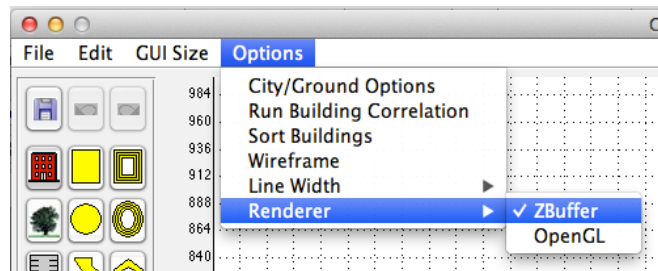 C
File Edit GUI Size Options
City/Ground Options
Run Building Correlation
Sort Buildings
Wireframe
Line Width
Renderer
✓ ZBuffer
OpenGL
984
960
936
912
888
864
840